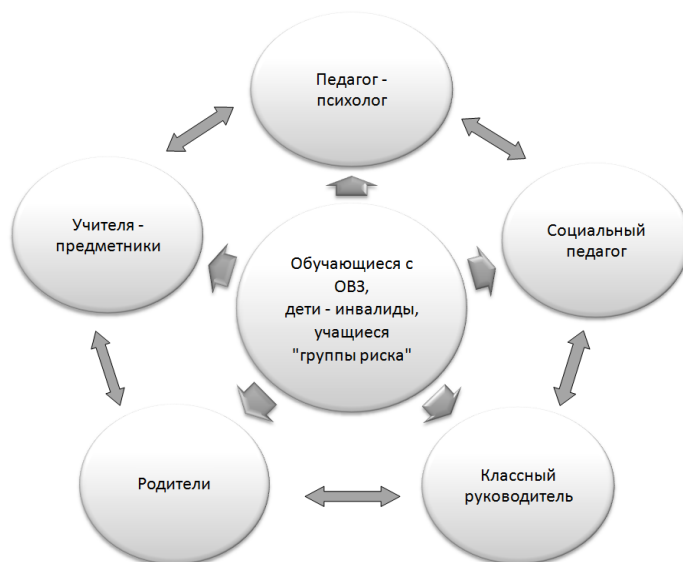 Педагог -
психолог
Учителя -
предметники
Социальный
педагог
Обучающиеся с
ОВЗ,
дети - инвалиды,
учащиеся
"группы риска"
Родители
Классный
руководитель